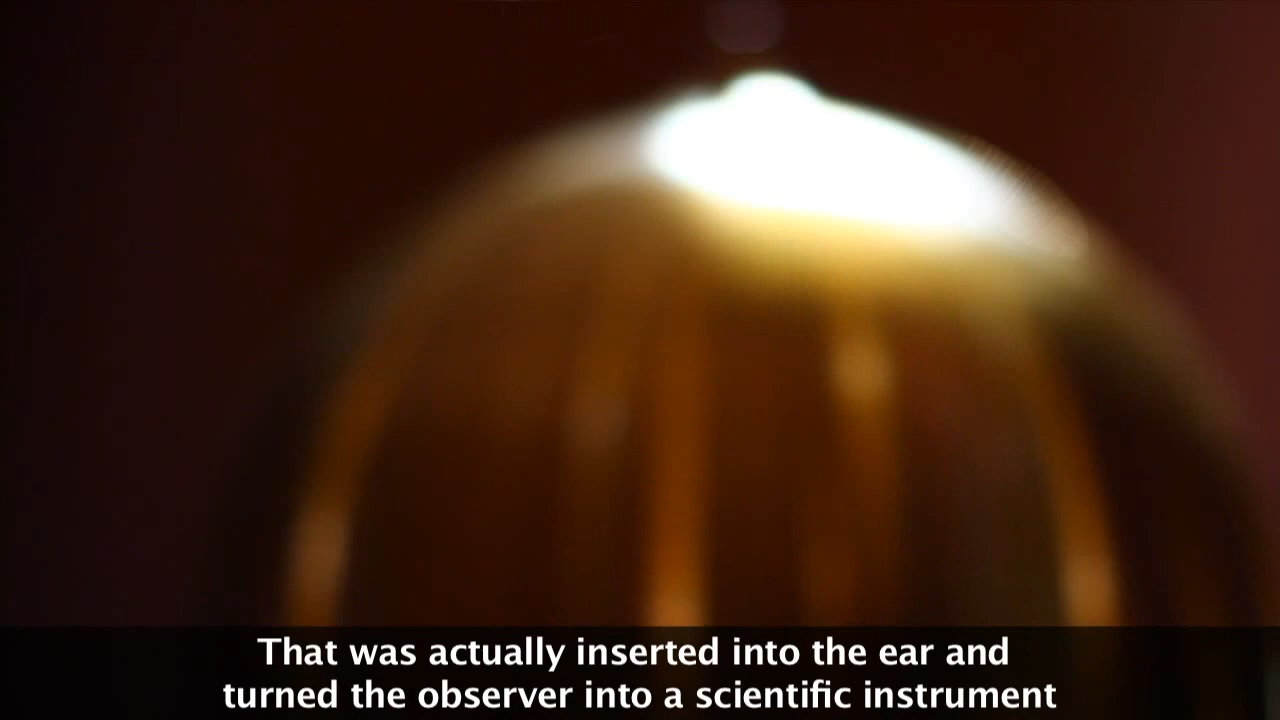 That was actually inserted into the ear and
turned the observer into a scientific instrument